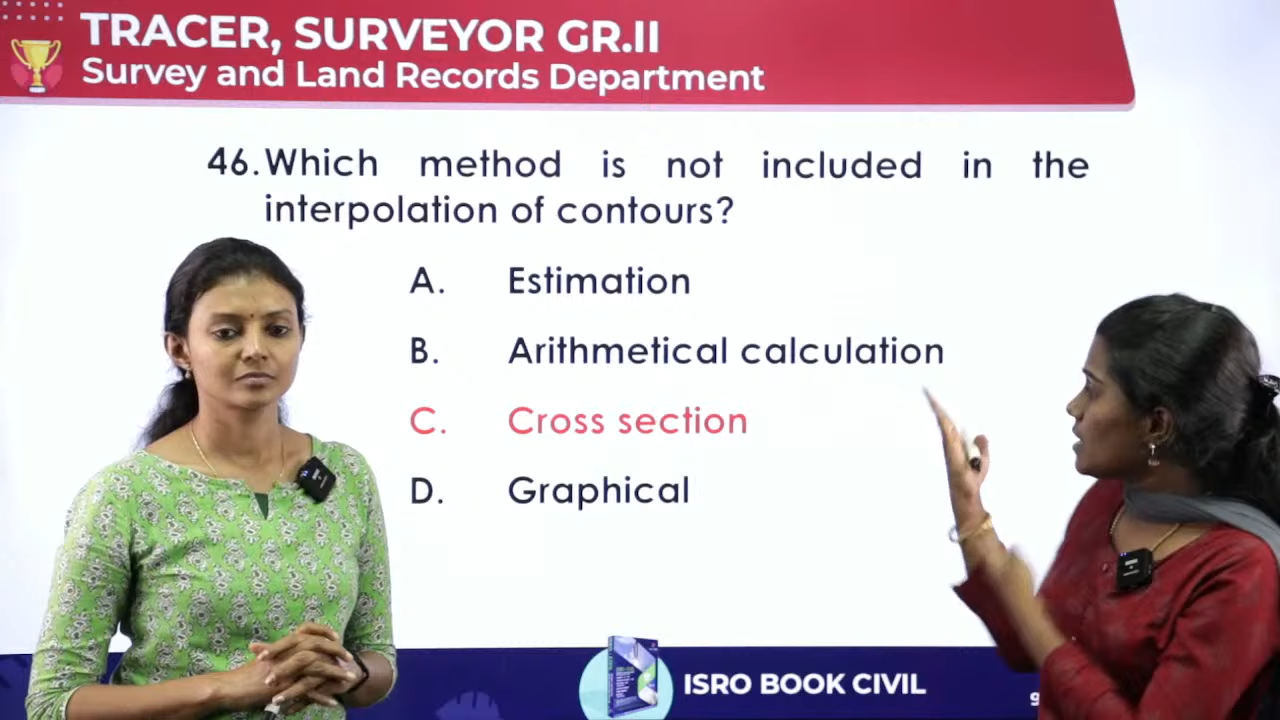 TRACER, SURVEYOR GR.II
Survey and Land Records Department
46. Which method is not included in the
interpolation of contours?
A. Estimation
B. Arithmetical calculation
C. Cross section
D. Graphical
ISRO BOOK CIVIL